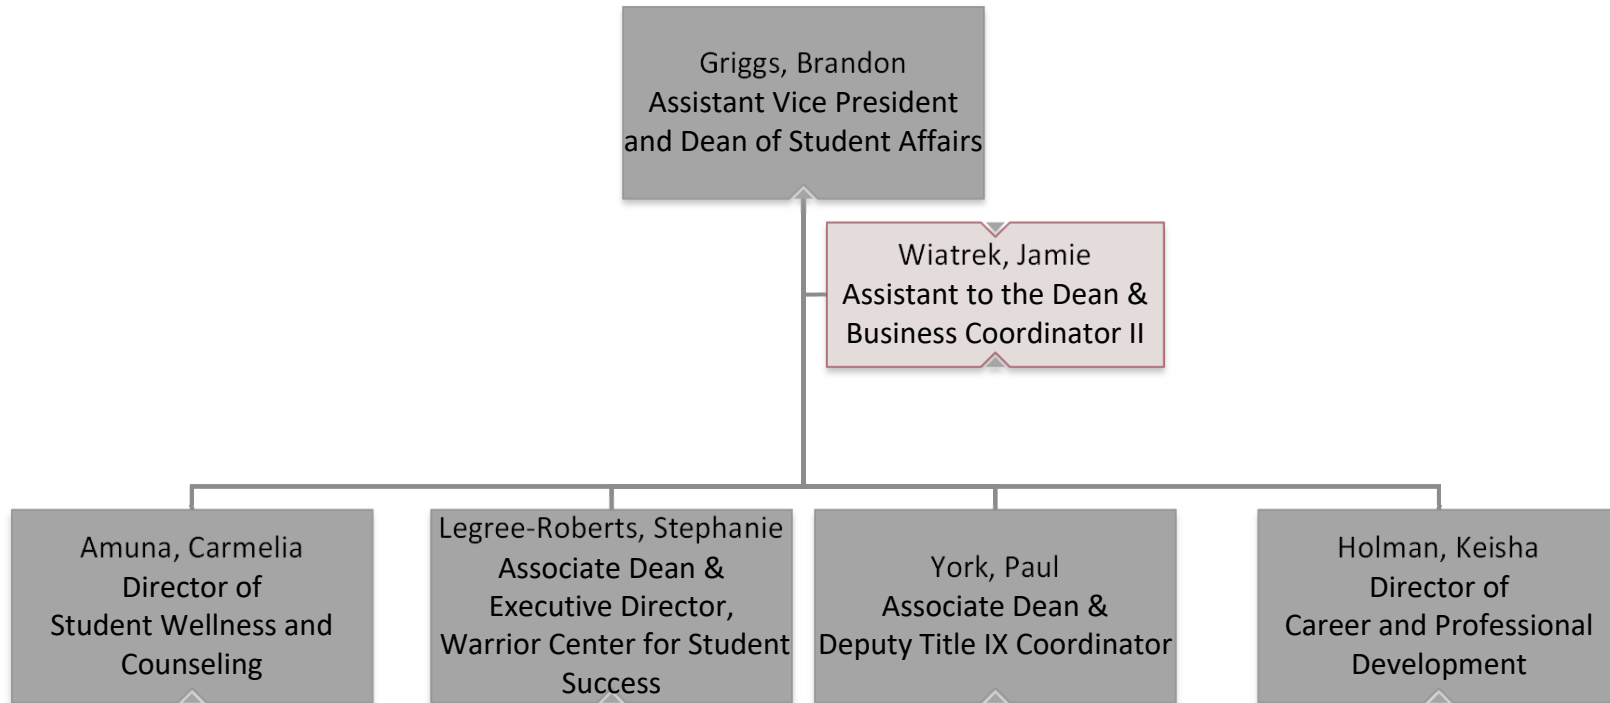 Griggs, Brandon
Assistant Vice President
and Dean of Student Affairs
Wiatrek, Jamie
Assistant to the Dean &
Business Coordinator II
Amuna, Carmelia
Director of
Student Wellness and
Counseling
Legree-Roberts, Stephanie
Associate Dean &
Executive Director,
Warrior Center for Student
Success
York, Paul
Associate Dean &
Deputy Title IX Coordinator
Holman, Keisha
Director of
Career and Professional
Development